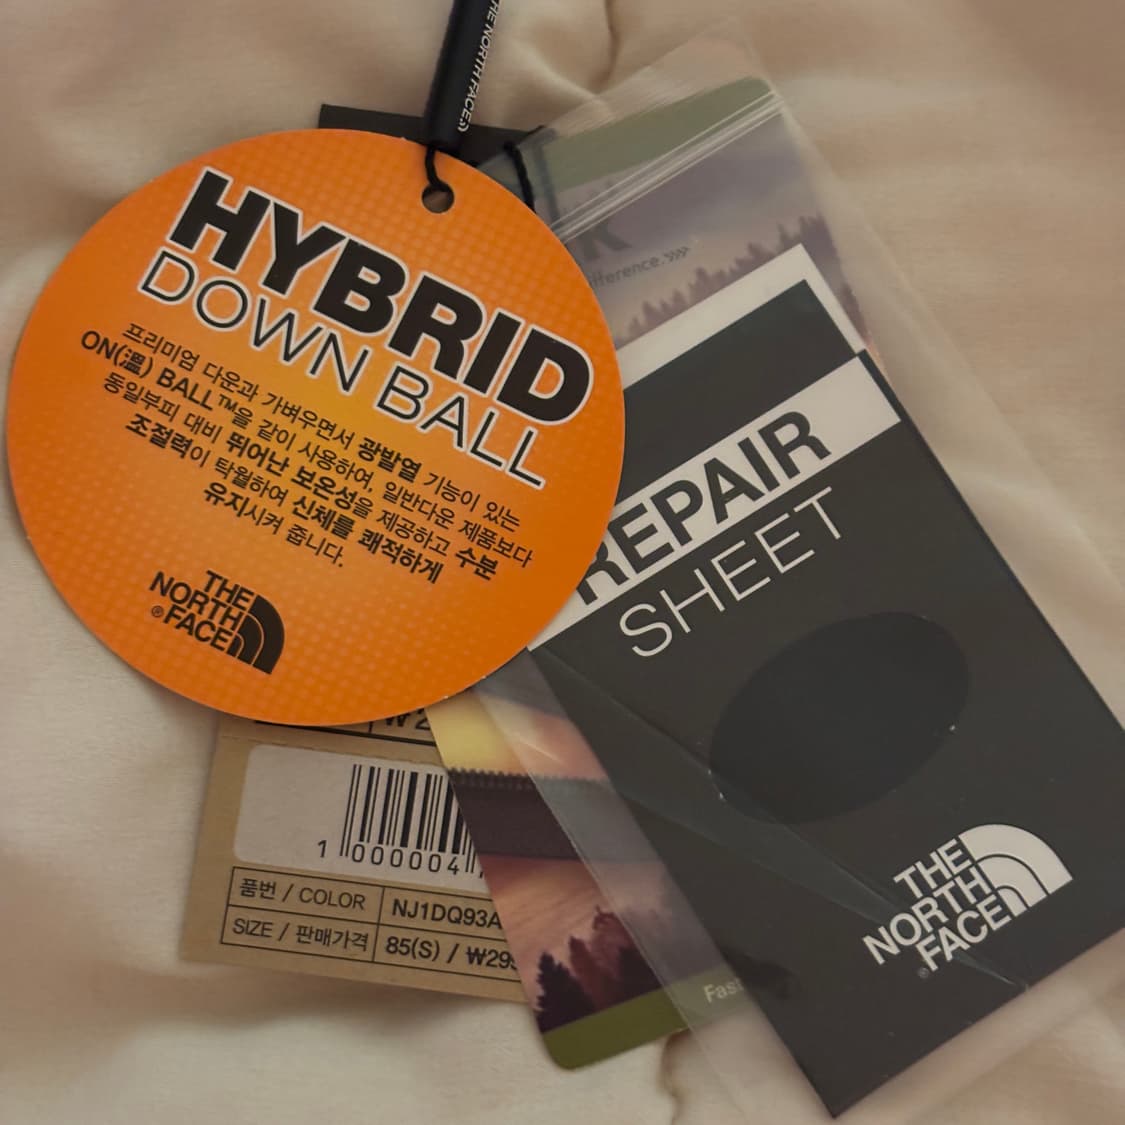 THE NORTH FACE
HYBRID
DOWN BALL
프리미엄 다운과 가벼우면서 광발열 기능이 있는
ON(溫) BALL™을 같이 사용하여, 일반다운 제품보다
동일부피 대비 뛰어난 보온성을 제공하고 수분
조절력이 탁월하여 신체를 쾌적하게
유지시켜 줍니다.
THE
NORTH
FACE
®
K
ifference.
REPAIR
SHEET
THE
NORTH
FACE
®
₩2
1 000004
품번 / COLOR NJ1DQ93A
SIZE / 판매가격 85(S) / ₩29
Fas